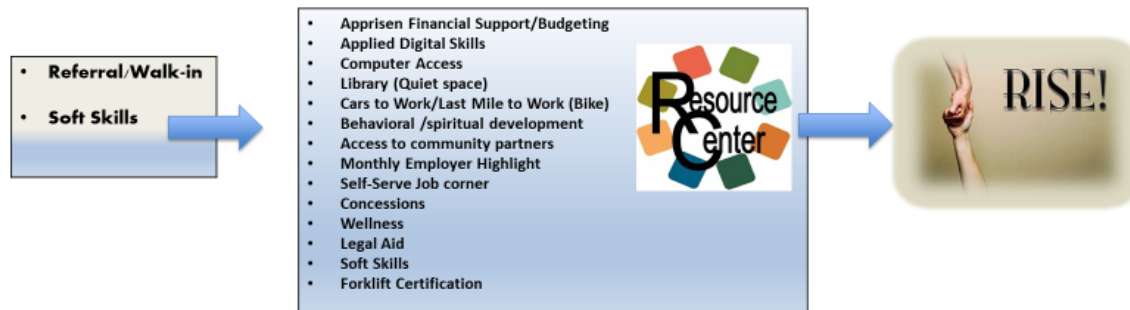 Referral/Walk-in
Soft Skills
Apprisen Financial Support/Budgeting
Applied Digital Skills
Computer Access
Library (Quiet space)
Cars to Work/Last Mile to Work (Bike)
Behavioral /spiritual development
Access to community partners
Monthly Employer Highlight
Self-Serve Job corner
Concessions
Wellness
Legal Aid
Soft Skills
Forklift Certification
Resource
Center
RISE!